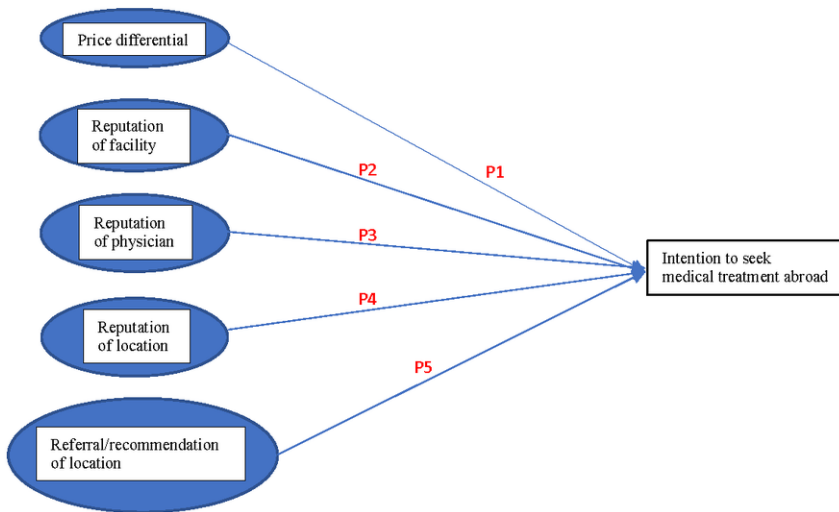 Price differential
Reputation
of facility
Reputation
of physician
Reputation
of location
Referral/recommendation
of location
P1
P2
P3
P4
P5
Intention to seek
medical treatment abroad